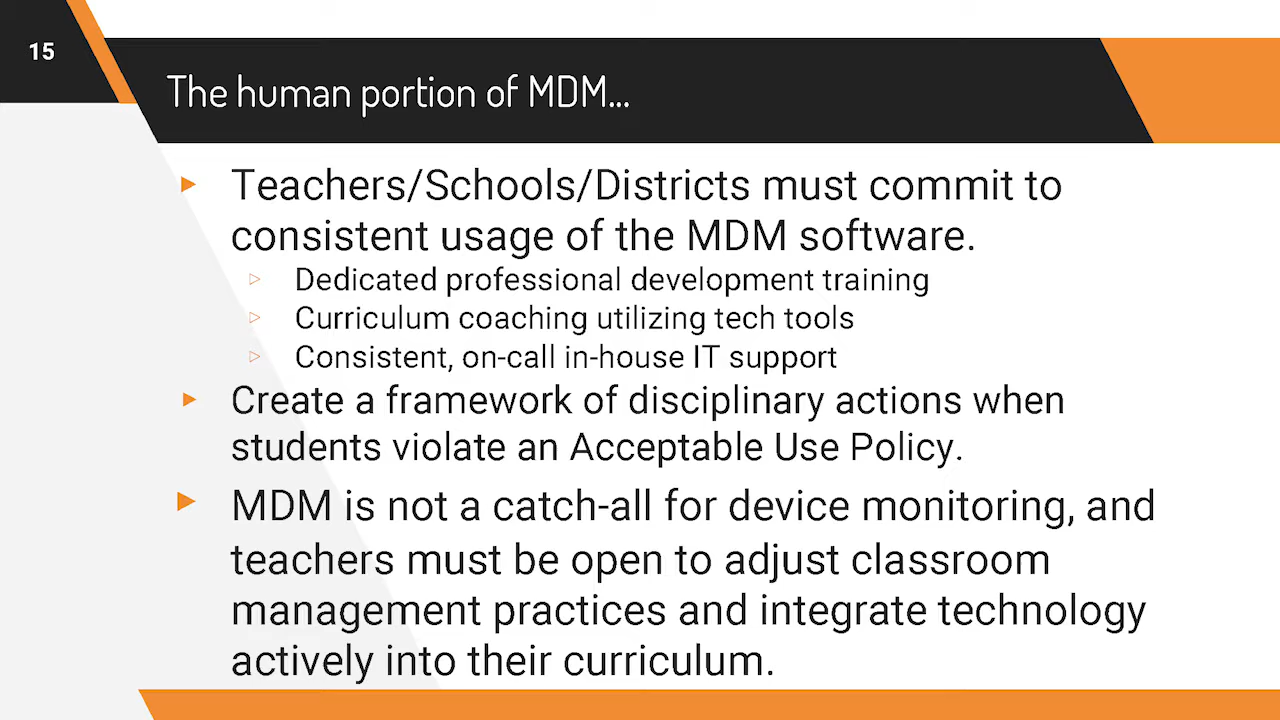 15
The human portion of MDM...
Teachers/Schools/Districts must commit to
consistent usage of the MDM software.
Dedicated professional development training
Curriculum coaching utilizing tech tools
Consistent, on-call in-house IT support
Create a framework of disciplinary actions when
students violate an Acceptable Use Policy.
MDM is not a catch-all for device monitoring, and
teachers must be open to adjust classroom
management practices and integrate technology
actively into their curriculum.